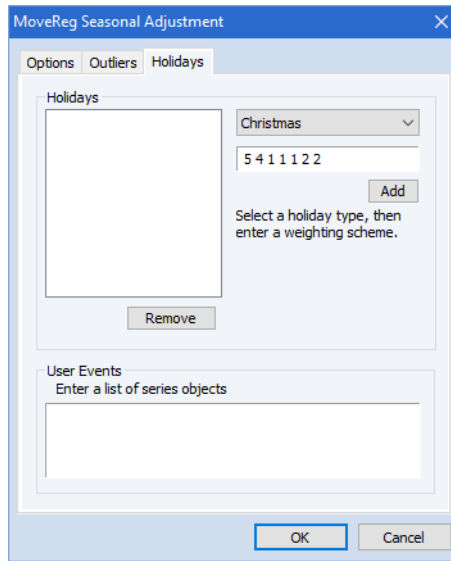 MoveReg Seasonal Adjustment
Options Outliers Holidays
Holidays
Christmas
5 4 1 1 1 2 2
Add
Select a holiday type, then
enter a weighting scheme.
Remove
User Events
Enter a list of series objects
OK Cancel